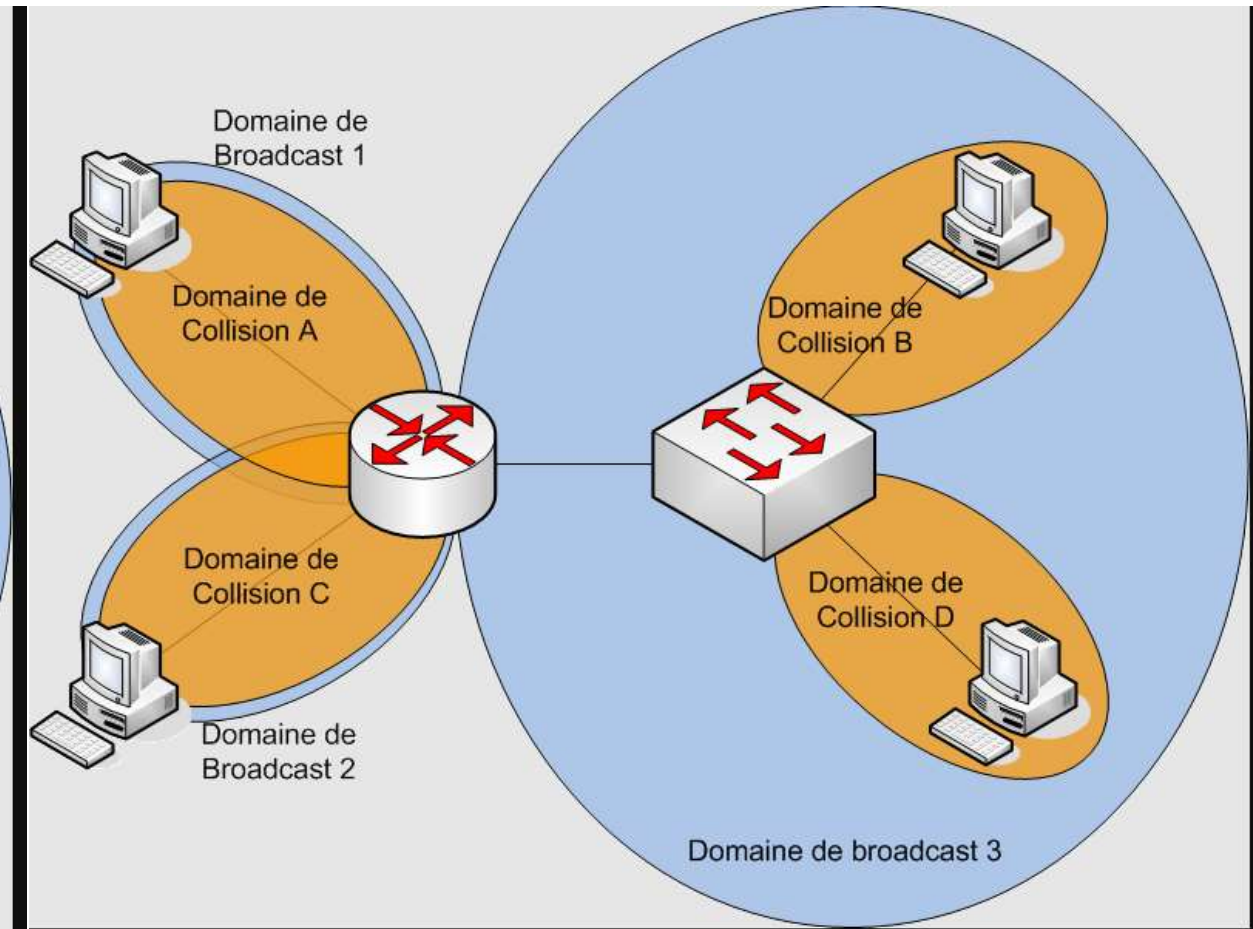 Domaine de
Broadcast 1
Domaine de
Collision A
Domaine de
Collision B
Domaine de
Collision C
Domaine de
Collision D
Domaine de
Broadcast 2
Domaine de broadcast 3